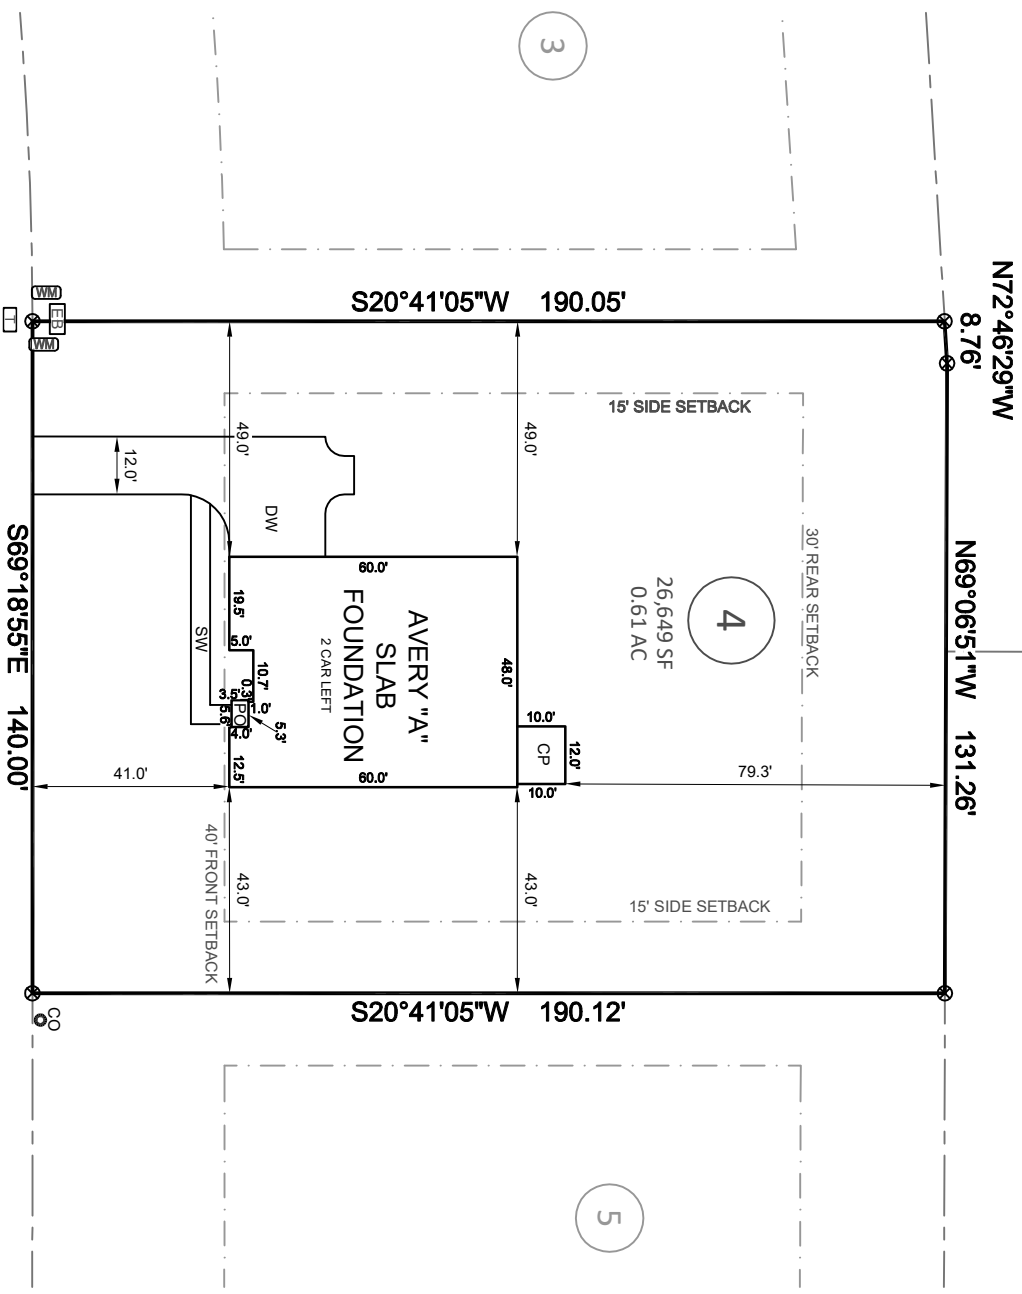 3
N72°46'29"W
8.76'
S20°41'05"W 190.05'
WM
EB
T
WM
15' SIDE SETBACK
49.0'
49.0'
12.0'
DW
30' REAR SETBACK
N69°06'51"W 131.26'
4
26,649 SF
0.61 AC
60.0'
AVERY "A"
SLAB
FOUNDATION
2 CAR LEFT
48.0'
19.5'
5.0'
10.7'
0.3'
3.5'
1.0'
5.6'
PO
4.0'
5.3'
12.5'
SW
S69°18'55"E 140.00'
10.0'
CP
12.0'
10.0'
79.3'
60.0'
41.0'
43.0'
43.0'
40' FRONT SETBACK
15' SIDE SETBACK
S20°41'05"W 190.12'
CO
5